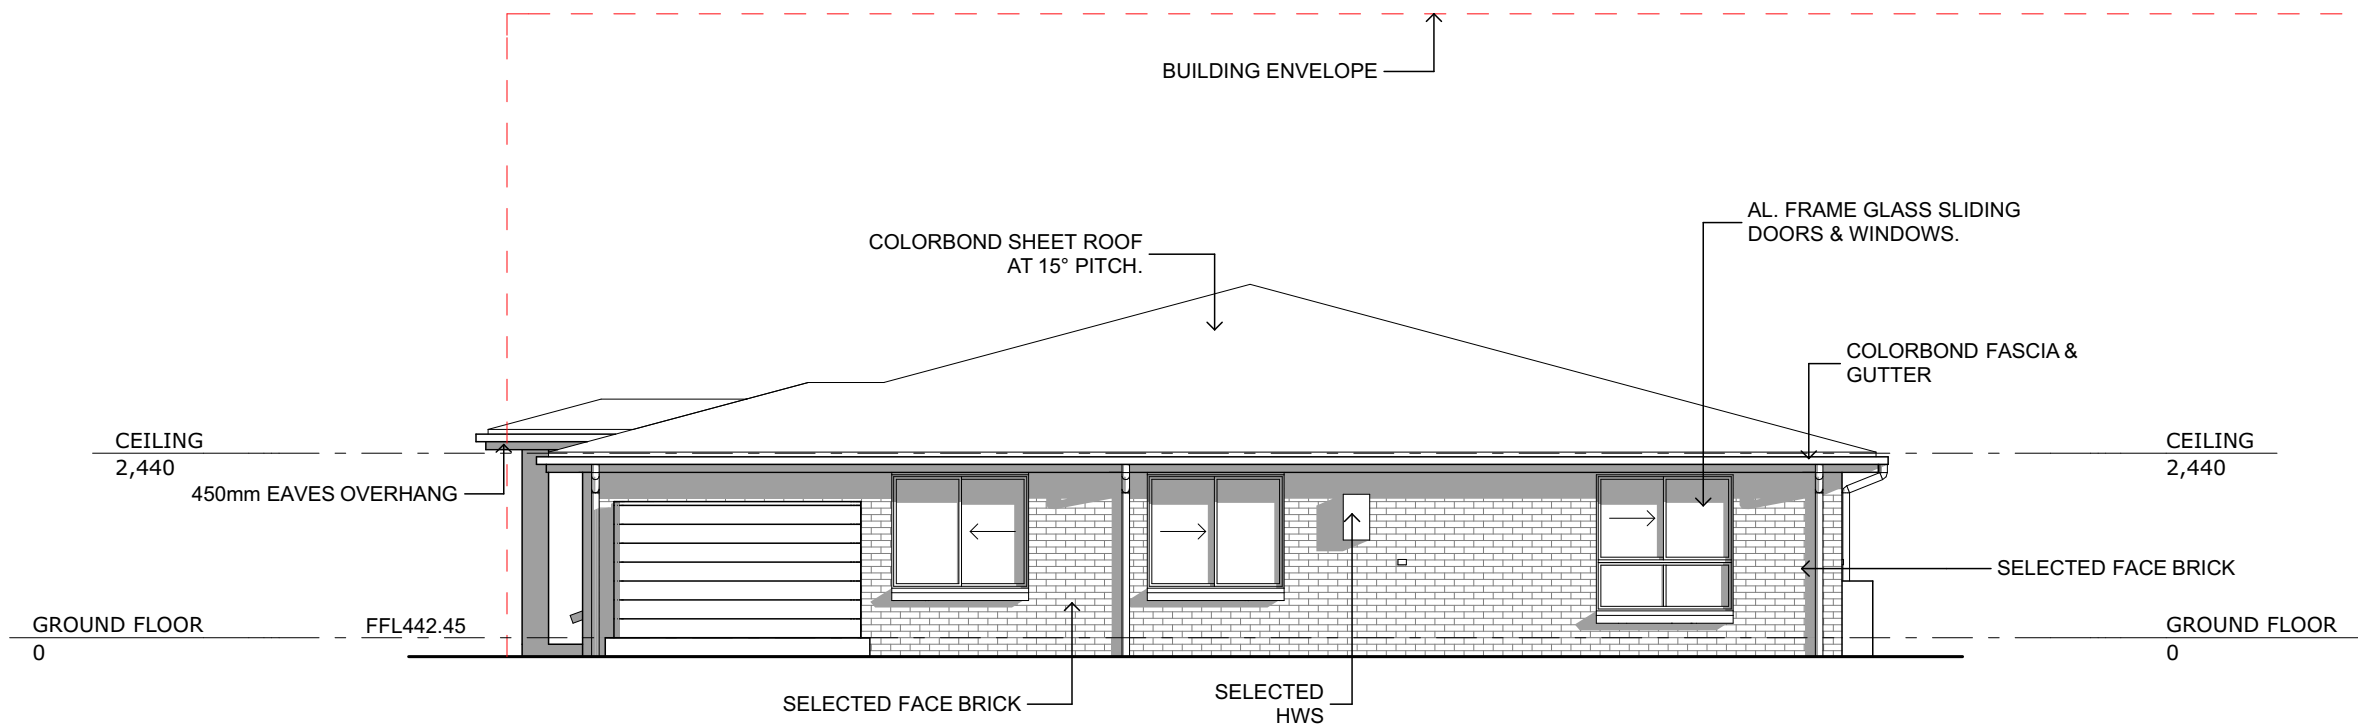 BUILDING ENVELOPE
AL. FRAME GLASS SLIDING
DOORS & WINDOWS.
COLORBOND SHEET ROOF
AT 15° PITCH.
COLORBOND FASCIA &
GUTTER
CEILING
2,440
CEILING
2,440
450mm EAVES OVERHANG
SELECTED FACE BRICK
GROUND FLOOR
0
FFL442.45
GROUND FLOOR
0
SELECTED FACE BRICK
SELECTED
HWS